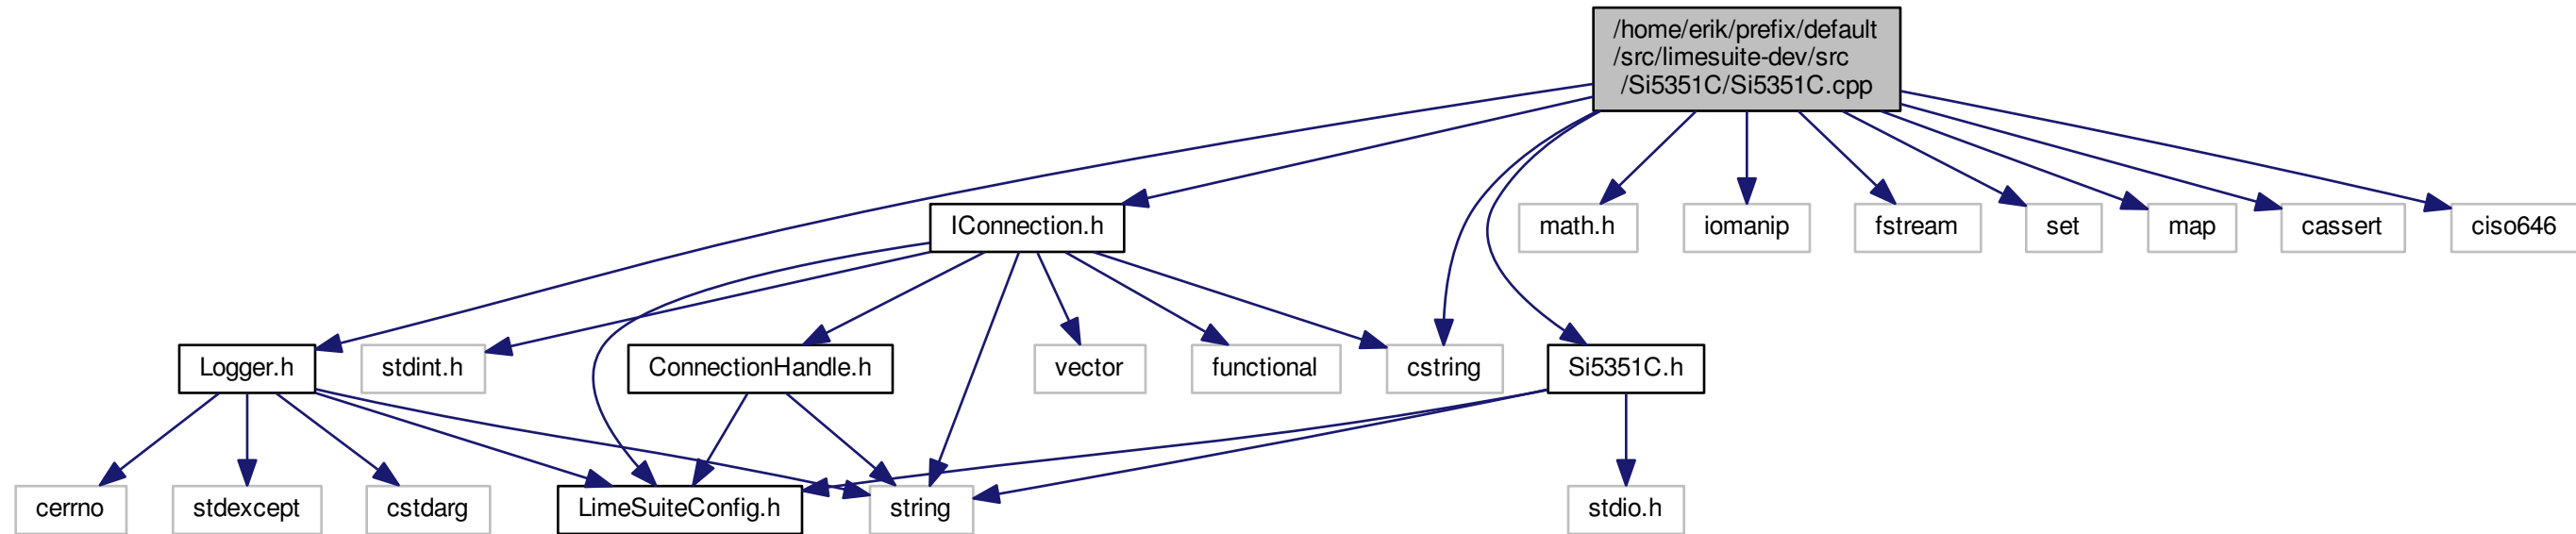 /home/erik/prefix/default
/src/limesuite-dev/src
/Si5351C/Si5351C.cpp
IConnection.h
math.h
iomanip
fstream
set
map
cassert
ciso646
Logger.h
stdint.h
ConnectionHandle.h
vector
functional
cstring
Si5351C.h
cerrno
stdexcept
cstdarg
LimeSuiteConfig.h
string
stdio.h